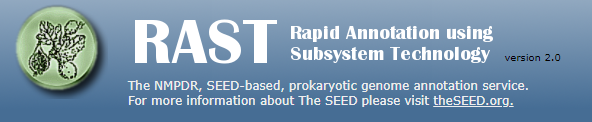 RAST Rapid Annotation using
Subsystem Technology version 2.0
The NMPDR, SEED-based, prokaryotic genome annotation service.
For more information about The SEED please visit theSEED.org.